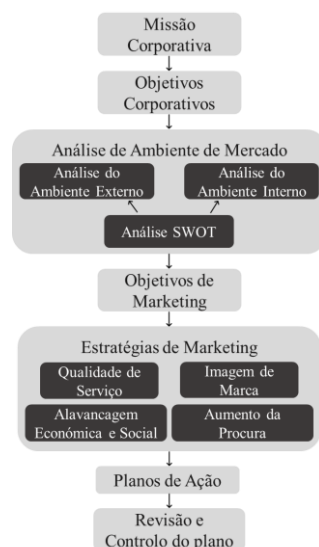 Missão
Corporativa
Objetivos
Corporativos
Análise de Ambiente de Mercado
Análise do
Ambiente Externo
Análise do
Ambiente Interno
Análise SWOT
Objetivos de
Marketing
Estratégias de Marketing
Qualidade de
Serviço
Imagem de
Marca
Alavancagem
Económica e Social
Aumento da
Procura
Planos de Ação
Revisão e
Controlo do plano